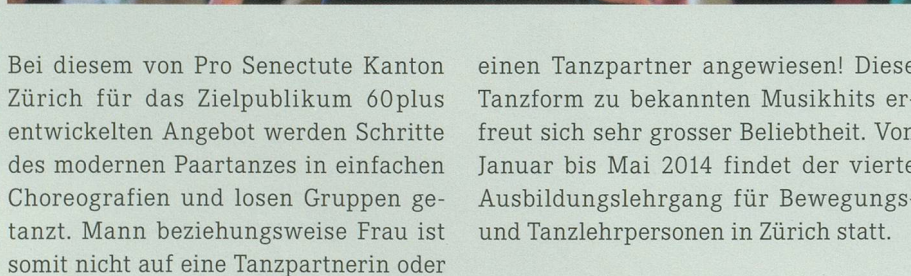 Bei diesem von Pro Senectute Kanton
Zürich für das Zielpublikum 60plus
entwickelten Angebot werden Schritte
des modernen Paartanzes in einfachen
Choreografien und losen Gruppen ge-
tanzt. Mann beziehungsweise Frau ist
somit nicht auf eine Tanzpartnerin oder
einen Tanzpartner angewiesen! Diese
Tanzform zu bekannten Musikhits er-
freut sich sehr grosser Beliebtheit. Von
Januar bis Mai 2014 findet der vierte
Ausbildungslehrgang für Bewegungs-
und Tanzlehrpersonen in Zürich statt.